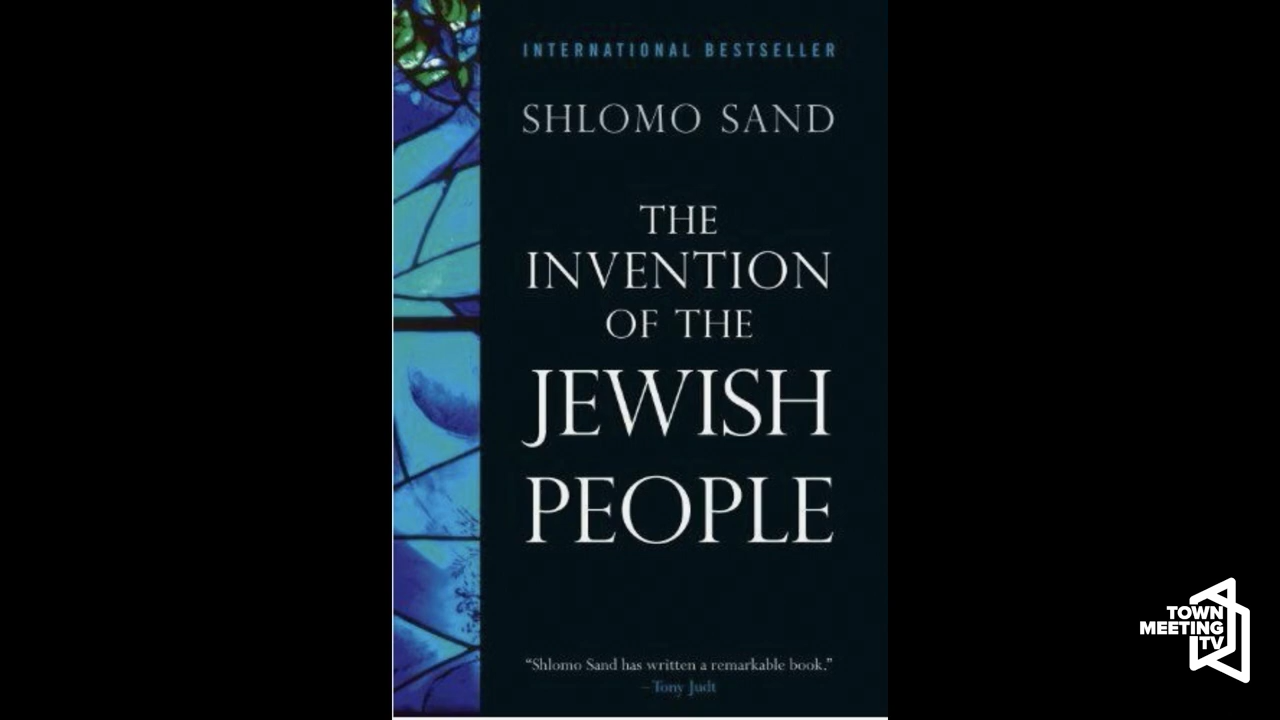 INTERNATIONAL BESTSELLER
SHLOMO SAND
THE
INVENTION
OF THE
JEWISH
PEOPLE
“Shlomo Sand has written a remarkable book.”
—Tony Judt
TOWN
MEETING
TV